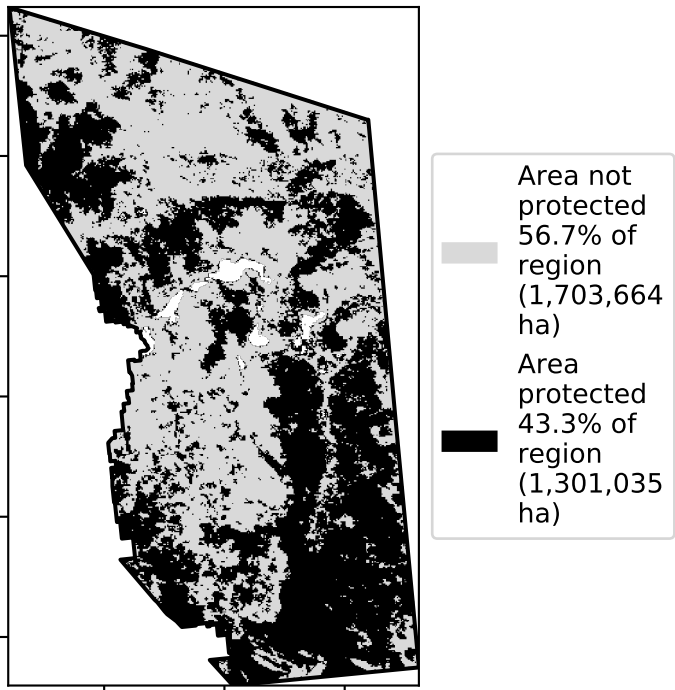 Area not
protected
56.7% of
region
(1,703,664
ha)
Area
protected
43.3% of
region
(1,301,035
ha)